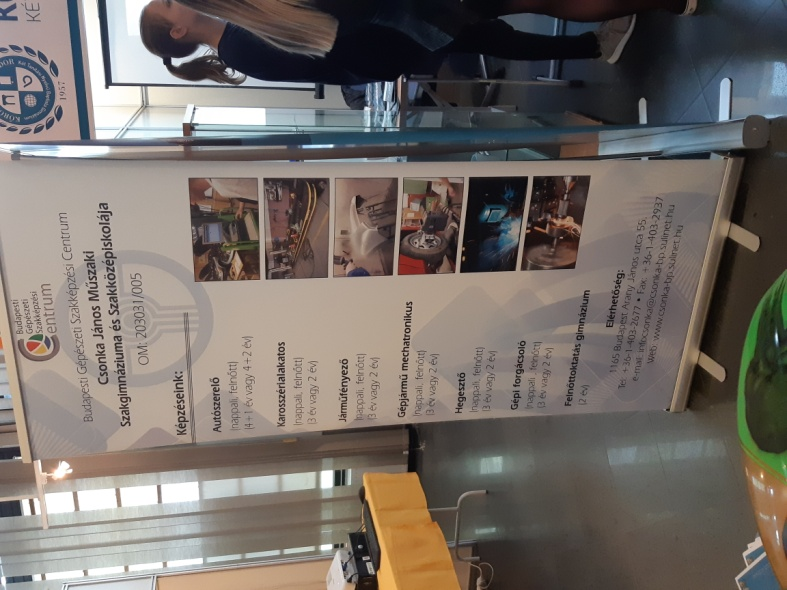 Budapesti
Gépészeti
Szakképzési
Centrum
Budapesti Gépészeti Szakképzési Centrum
Csonka János Műszaki
Szakgimnáziuma és Szakközépiskolája
OM: 203031/005
Képzéseink:
Autószerelő
(nappali, felnőtt)
(4+1 év vagy 4+2 év)
Karosszérialakatos
(nappali, felnőtt)
(3 év vagy 2 év)
Járműfényező
(nappali, felnőtt)
(3 év vagy 2 év)
Gépjármű mechatronikus
(nappali, felnőtt)
(3 év vagy 2 év)
Hegesztő
(nappali, felnőtt)
(3 év vagy 2 év)
Gépi forgácsoló
(nappali, felnőtt)
(3 év vagy 2 év)
Felnőttoktatás gimnázium
(2 év)
Elérhetőség:
1165 Budapest Arany János utca 55.
Tel: +36-1-403-2677 • Fax: +36-1-403-2937
e-mail: info.csonka@csonka-bp.sulinet.hu
Web: www.csonka-bp.sulinet.hu
KÉ
1957